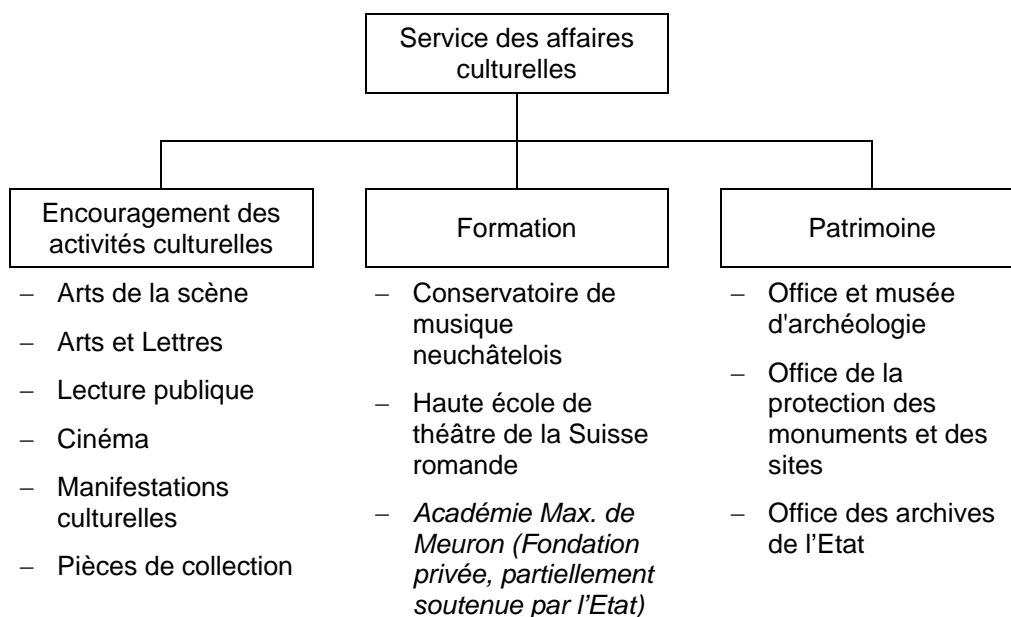 Service des affaires
culturelles
Encouragement des
activités culturelles
– Arts de la scène
– Arts et Lettres
– Lecture publique
– Cinéma
– Manifestations
culturelles
– Pièces de collection
Formation
– Conservatoire de
musique
neuchâtelois
– Haute école de
théâtre de la Suisse
romande
– Académie Max. de
Meuron (Fondation
privée, partiellement
soutenue par l’Etat)
Patrimoine
– Office et musée
d'archéologie
– Office de la
protection des
monuments et des
sites
– Office des archives
de l’Etat